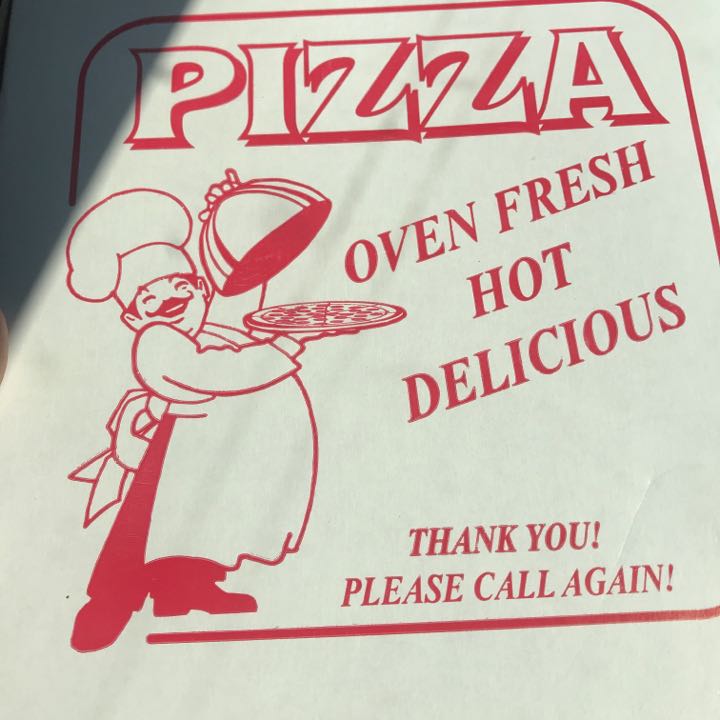 PIZZA
OVEN FRESH
HOT
DELICIOUS
THANK YOU!
PLEASE CALL AGAIN!